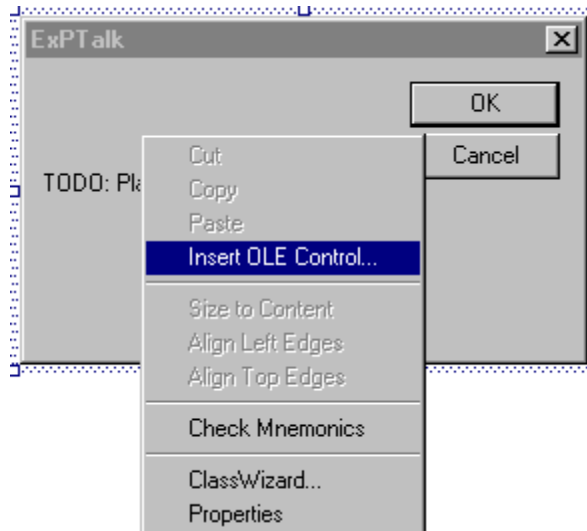 ExPTalk
OK
Cancel
TODO: Pla
Cut
Copy
Paste
Insert OLE Control...
Size to Content
Align Left Edges
Align Top Edges
Check Mnemonics
ClassWizard...
Properties